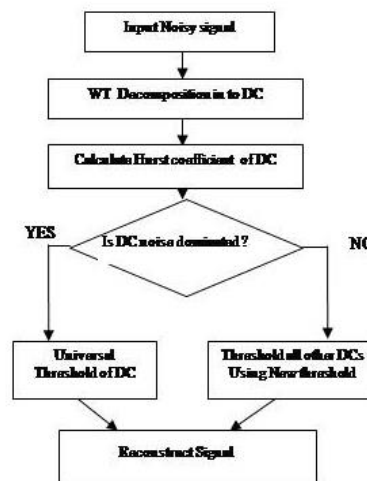 Input Noisy signal
WT Decomposition in to DC
Calculate Hurst coefficient of DC
Is DC noise dominated?
YES
NO
Universal
Threshold of DC
Threshold all other DCs
Using New threshold
Reconstruct Signal